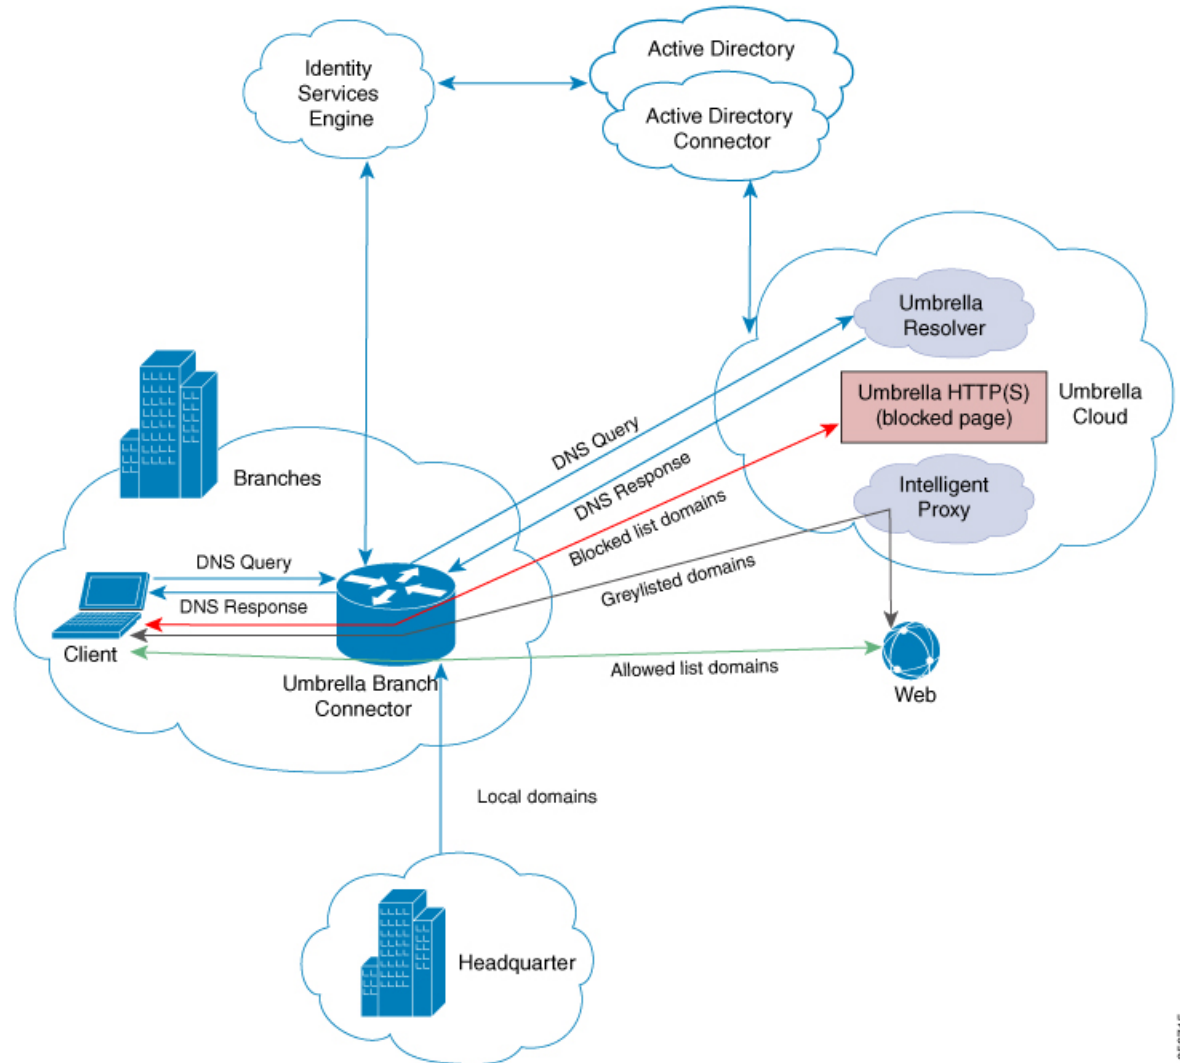 Identity
Services
Engine
Active Directory
Active Directory
Connector
Umbrella
Resolver
Umbrella HTTP(S)
(blocked page)
Umbrella
Cloud
Intelligent
Proxy
DNS Query
DNS Response
Blocked list domains
Greylisted domains
Branches
DNS Query
DNS Response
Client
Umbrella Branch
Connector
Allowed list domains
Web
Local domains
Headquarter